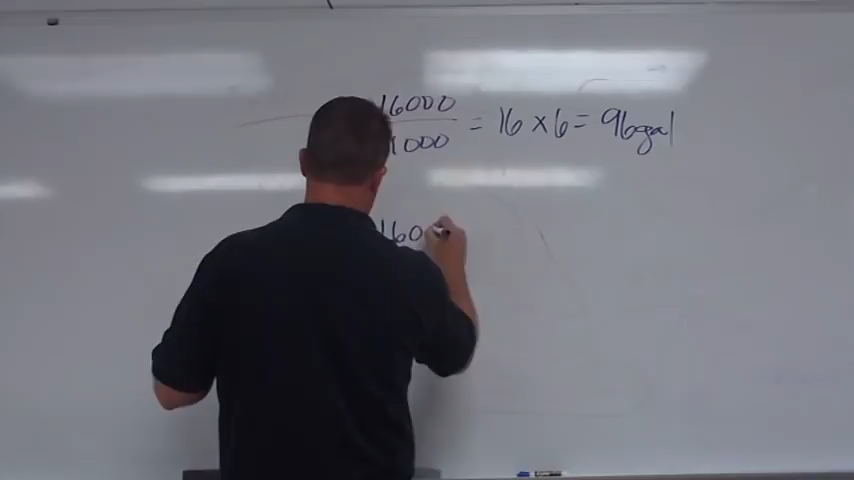 16000
1000 = 16 x 6 = 96gal
160